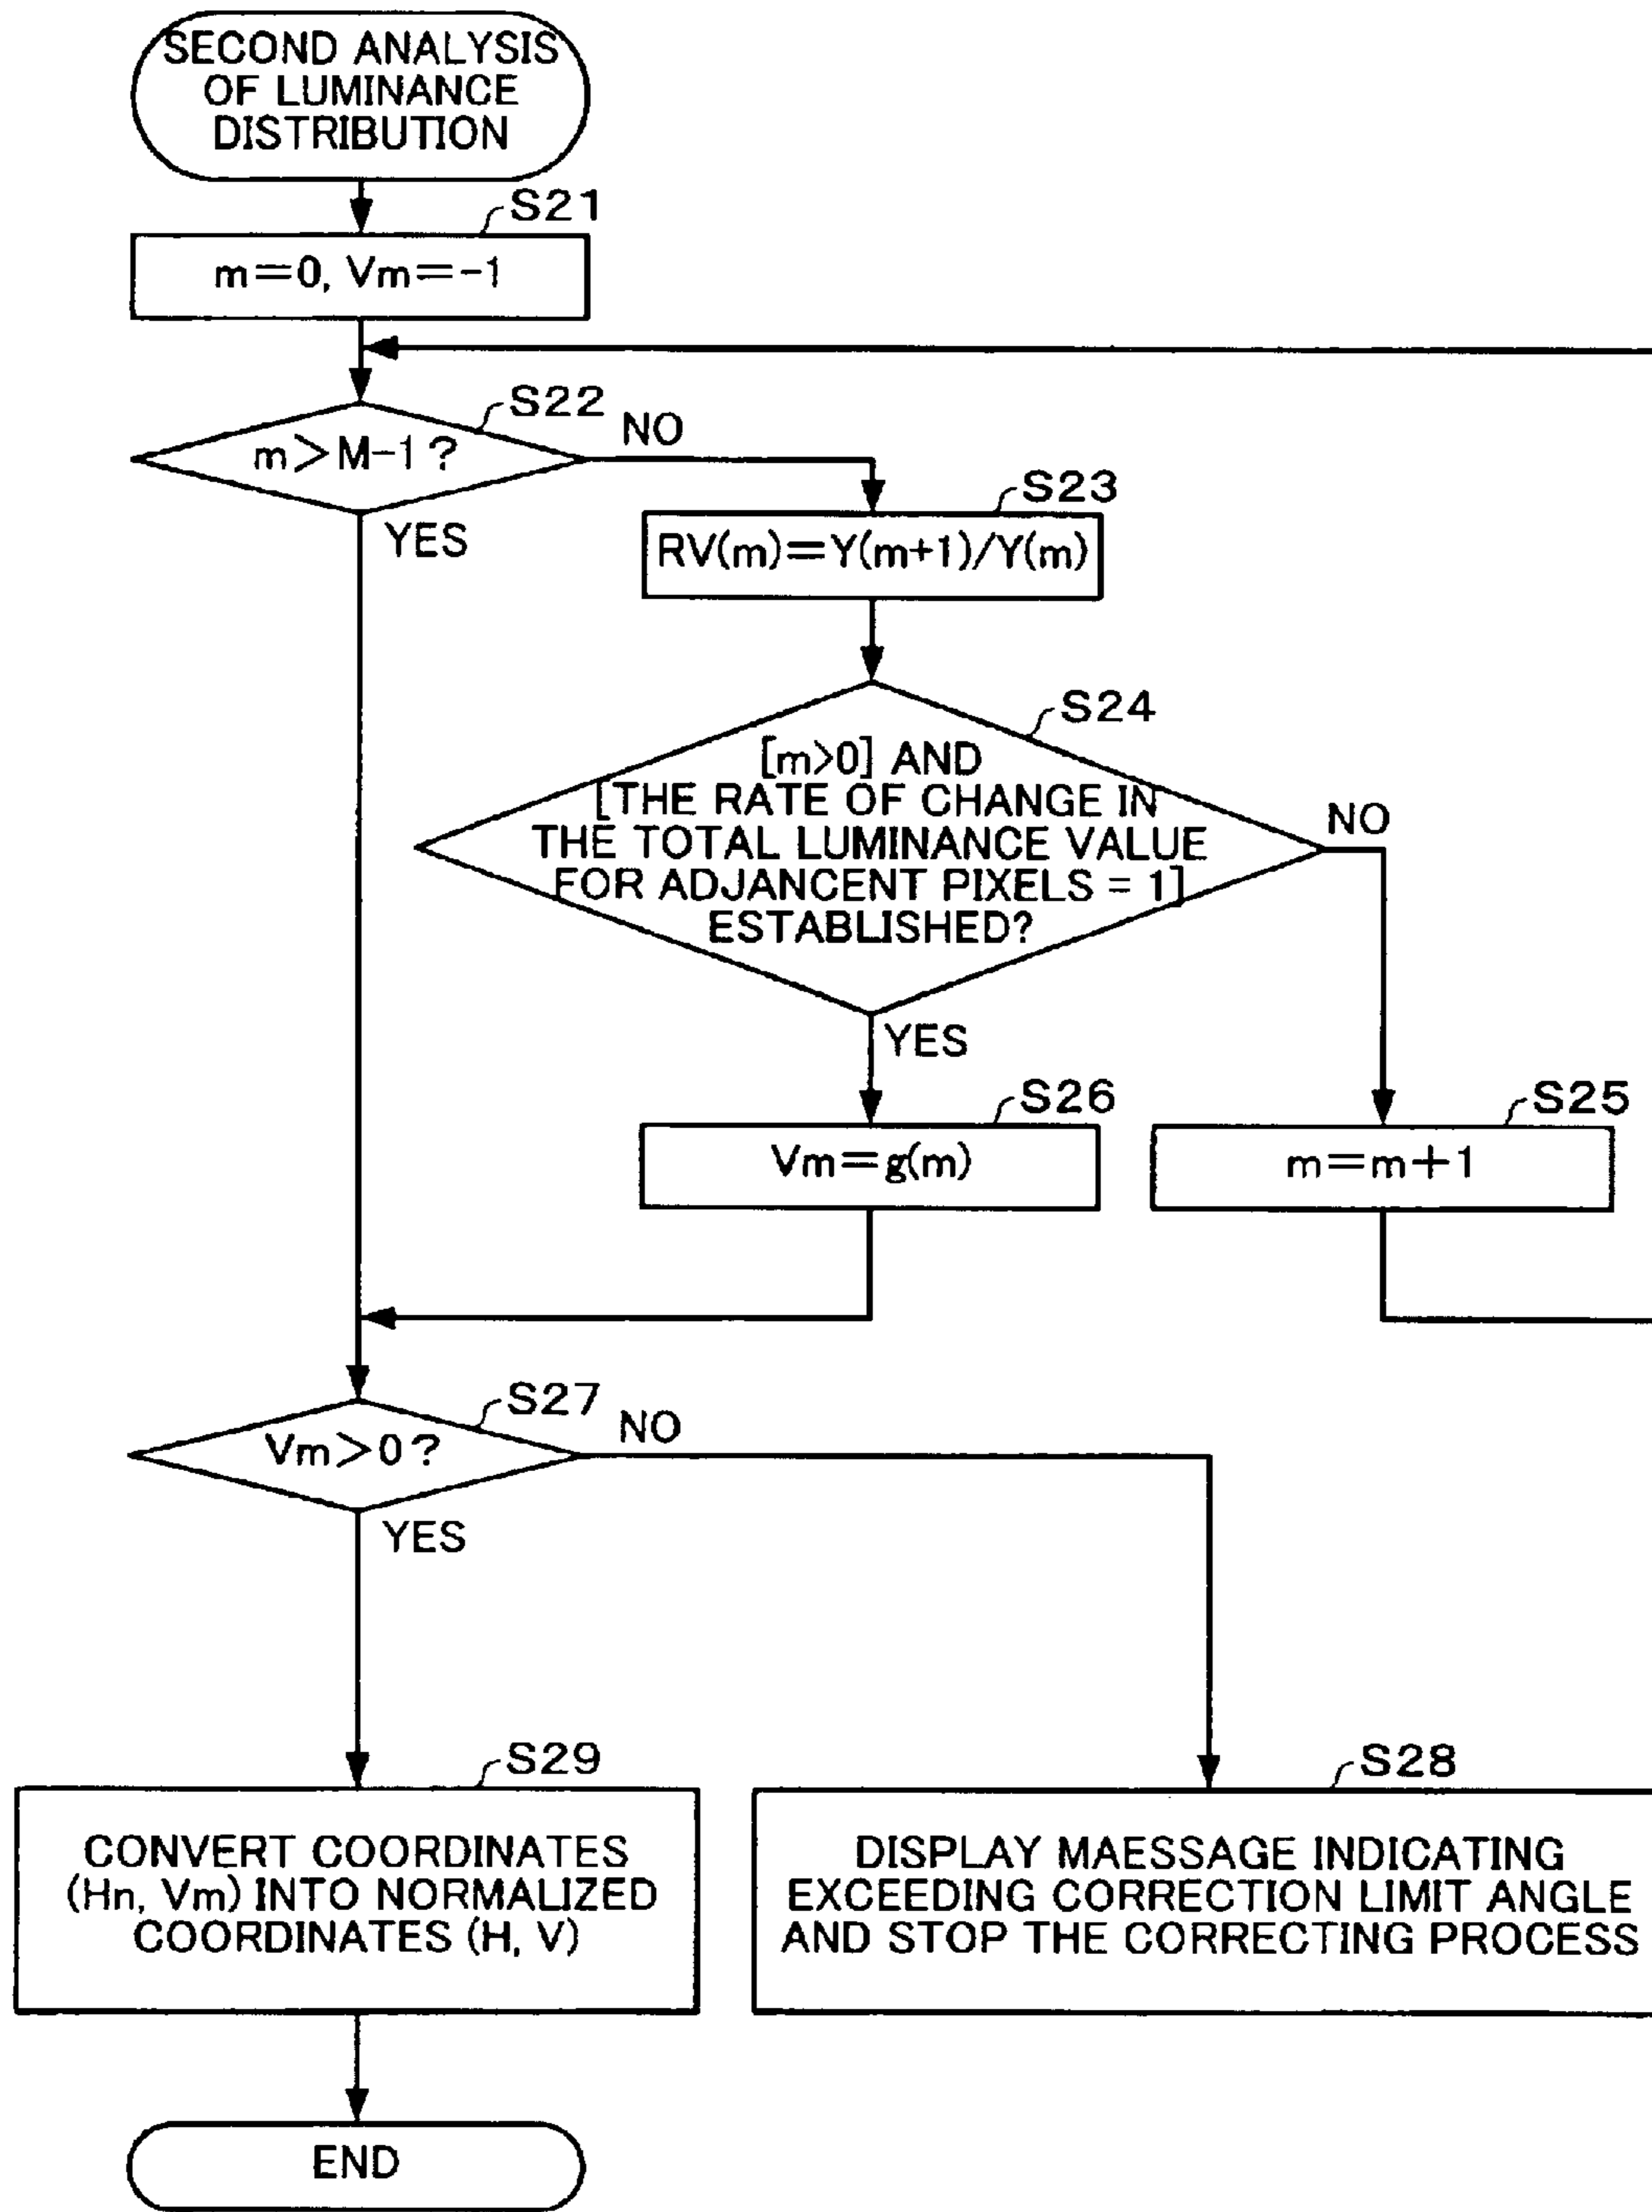 SECOND ANALYSIS
OF LUMINANCE
DISTRIBUTION
S21
m=0, Vm=-1
S22
m>M-1?
NO
YES
S23
RV(m)=Y(m+1)/Y(m)
S24
[m>0] AND
[THE RATE OF CHANGE IN
THE TOTAL LUMINANCE VALUE
FOR ADJANCENT PIXELS = 1]
ESTABLISHED?
NO
YES
S26
Vm=g(m)
S25
m=m+1
S27
Vm>0?
NO
YES
S29
CONVERT COORDINATES
(Hn, Vm) INTO NORMALIZED
COORDINATES (H, V)
S28
DISPLAY MAESSAGE INDICATING
EXCEEDING CORRECTION LIMIT ANGLE
AND STOP THE CORRECTING PROCESS
END